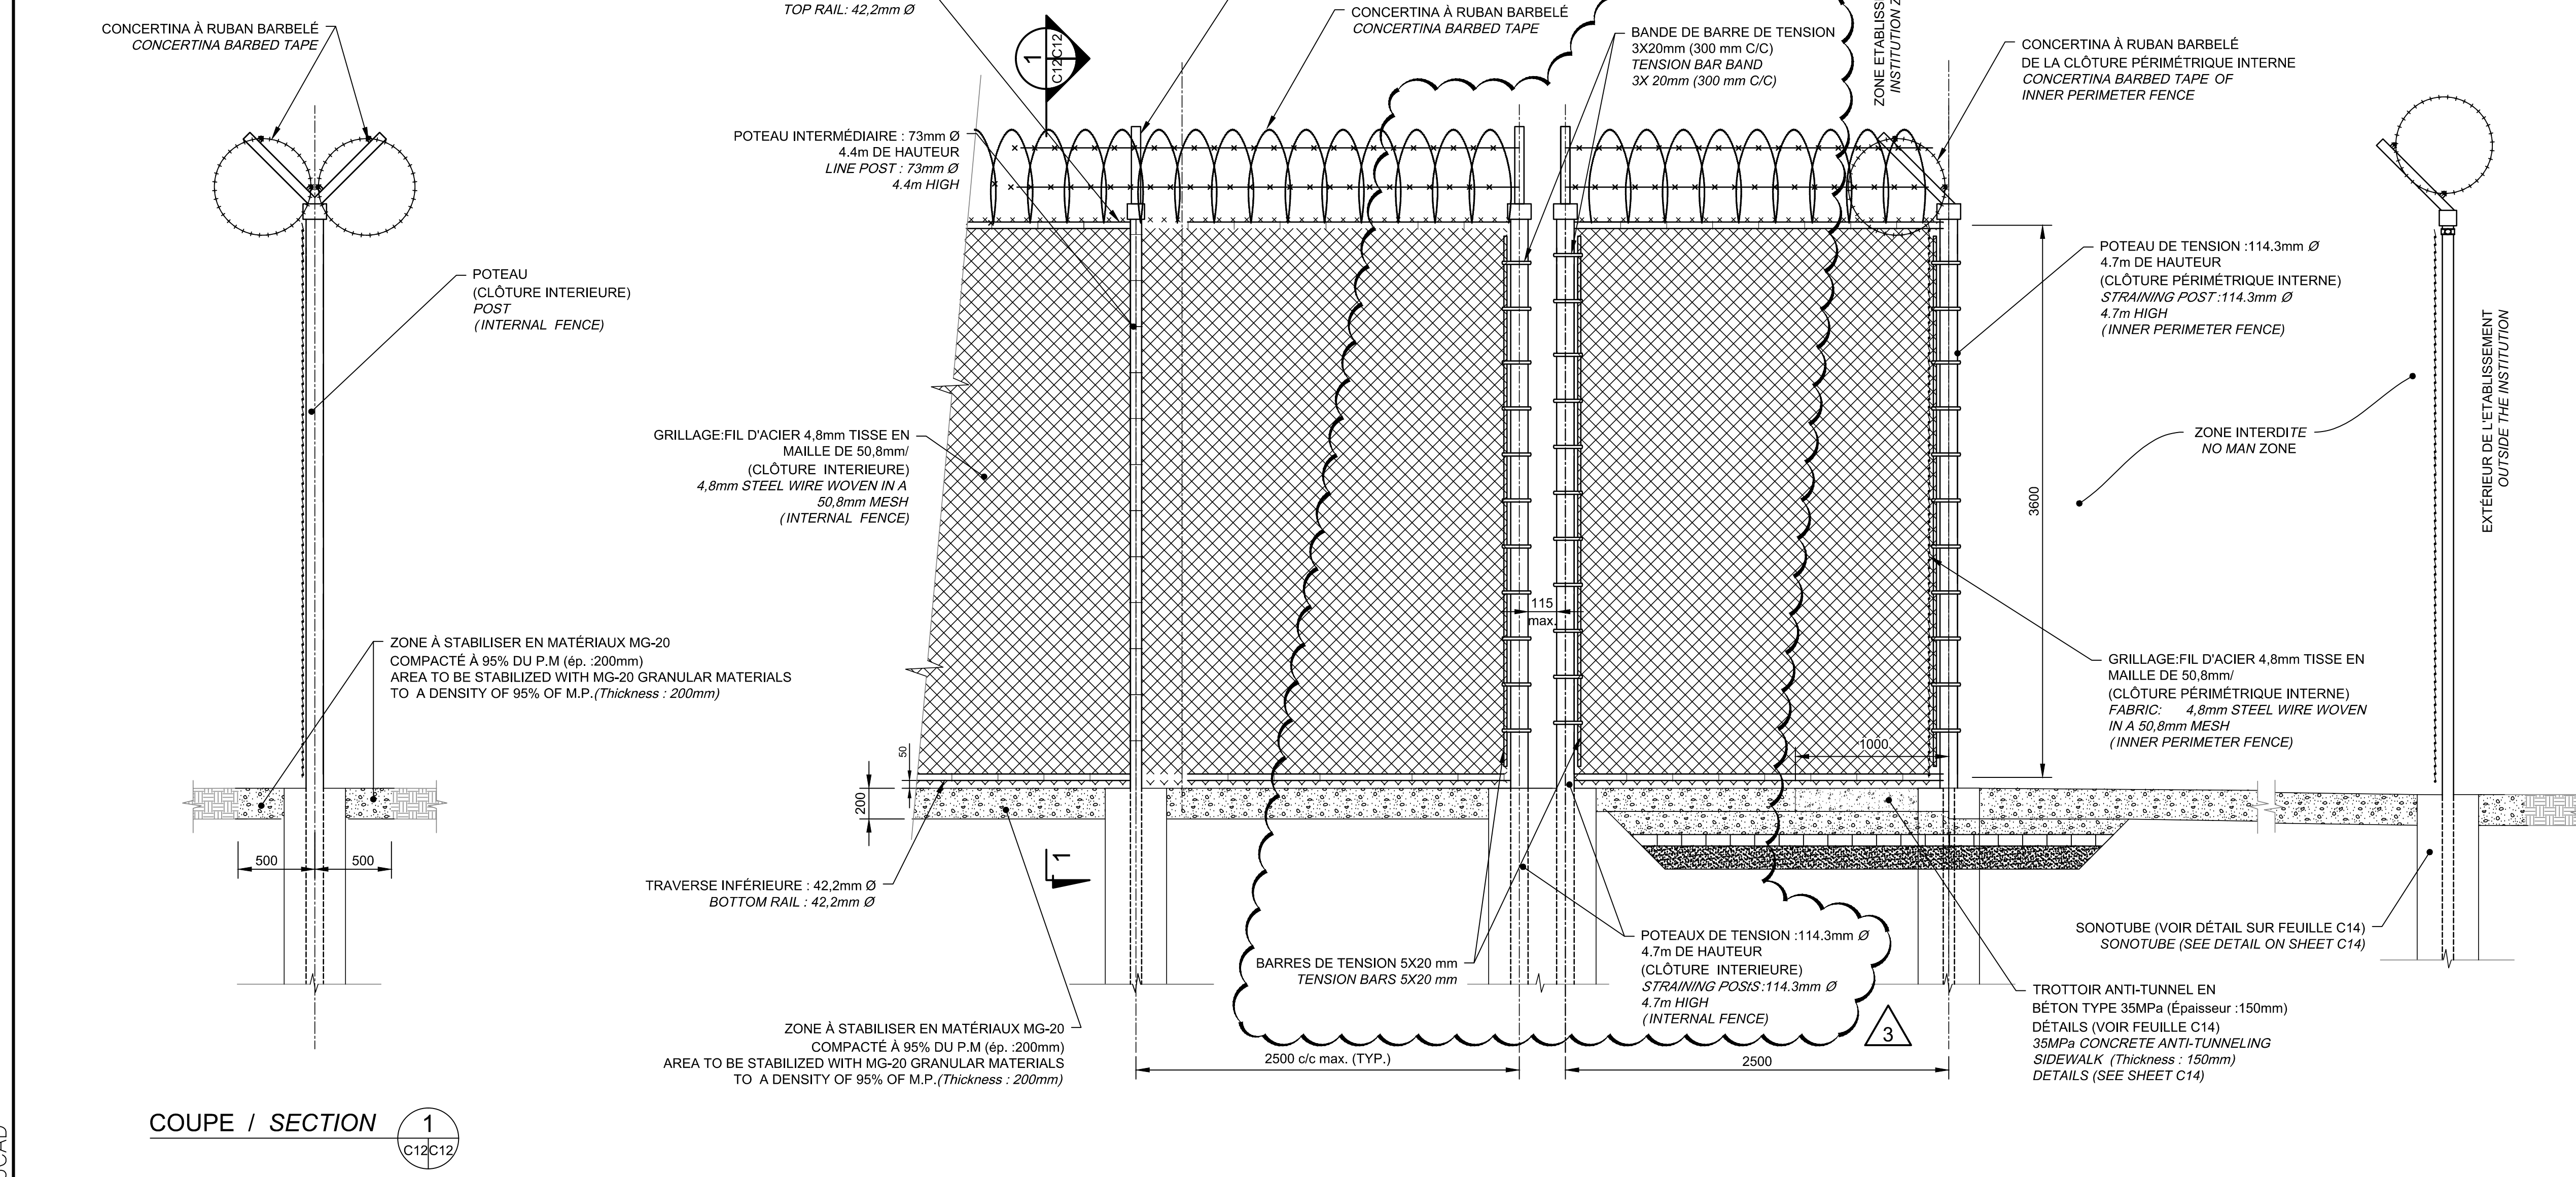 CONCERTINA À RUBAN BARBELÉ
CONCERTINA BARBED TAPE
POTEAU
(CLÔTURE INTERIEURE)
POST
(INTERNAL FENCE)
ZONE À STABILISER EN MATÉRIAUX MG-20
COMPACTÉ À 95% DU P.M (ép. :200mm)
AREA TO BE STABILIZED WITH MG-20 GRANULAR MATERIALS
TO A DENSITY OF 95% OF M.P.(Thickness : 200mm)
500
500
COUPE / SECTION
1
C12
C12
TOP RAIL: 42,2mm Ø
1
C12
C12
POTEAU INTERMÉDIAIRE : 73mm Ø
4.4m DE HAUTEUR
LINE POST : 73mm Ø
4.4m HIGH
GRILLAGE:FIL D'ACIER 4,8mm TISSE EN
MAILLE DE 50,8mm/
(CLÔTURE INTERIEURE)
4,8mm STEEL WIRE WOVEN IN A
50,8mm MESH
(INTERNAL FENCE)
50
200
TRAVERSE INFÉRIEURE : 42,2mm Ø
BOTTOM RAIL : 42,2mm Ø
1
ZONE À STABILISER EN MATÉRIAUX MG-20
COMPACTÉ À 95% DU P.M (ép. :200mm)
AREA TO BE STABILIZED WITH MG-20 GRANULAR MATERIALS
TO A DENSITY OF 95% OF M.P.(Thickness : 200mm)
CONCERTINA À RUBAN BARBELÉ
CONCERTINA BARBED TAPE
BANDE DE BARRE DE TENSION
3X20mm (300 mm C/C)
TENSION BAR BAND
3X 20mm (300 mm C/C)
115
max.
1000
BARRES DE TENSION 5X20 mm
TENSION BARS 5X20 mm
POTEAUX DE TENSION :114.3mm Ø
4.7m DE HAUTEUR
(CLÔTURE INTERIEURE)
STRAINING POStS :114.3mm Ø
4.7m HIGH
(INTERNAL FENCE)
3
2500 c/c max. (TYP.)
2500
ZONE ETABLISS
INSTITUTION Z
CONCERTINA À RUBAN BARBELÉ
DE LA CLÔTURE PÉRIMÉTRIQUE INTERNE
CONCERTINA BARBED TAPE OF
INNER PERIMETER FENCE
POTEAU DE TENSION :114.3mm Ø
4.7m DE HAUTEUR
(CLÔTURE PÉRIMÉTRIQUE INTERNE)
STRAINING POST :114.3mm Ø
4.7m HIGH
(INNER PERIMETER FENCE)
3600
ZONE INTERDITE
NO MAN ZONE
EXTÉRIEUR DE L'ETABLISSEMENT
OUTSIDE THE INSTITUTION
GRILLAGE:FIL D'ACIER 4,8mm TISSE EN
MAILLE DE 50,8mm/
(CLÔTURE PÉRIMÉTRIQUE INTERNE)
FABRIC: 4,8mm STEEL WIRE WOVEN
IN A 50,8mm MESH
(INNER PERIMETER FENCE)
SONOTUBE (VOIR DÉTAIL SUR FEUILLE C14)
SONOTUBE (SEE DETAIL ON SHEET C14)
TROTTOIR ANTI-TUNNEL EN
BÉTON TYPE 35MPa (Épaisseur :150mm)
DÉTAILS (VOIR FEUILLE C14)
35MPa CONCRETE ANTI-TUNNELING
SIDEWALK (Thickness : 150mm)
DETAILS (SEE SHEET C14)